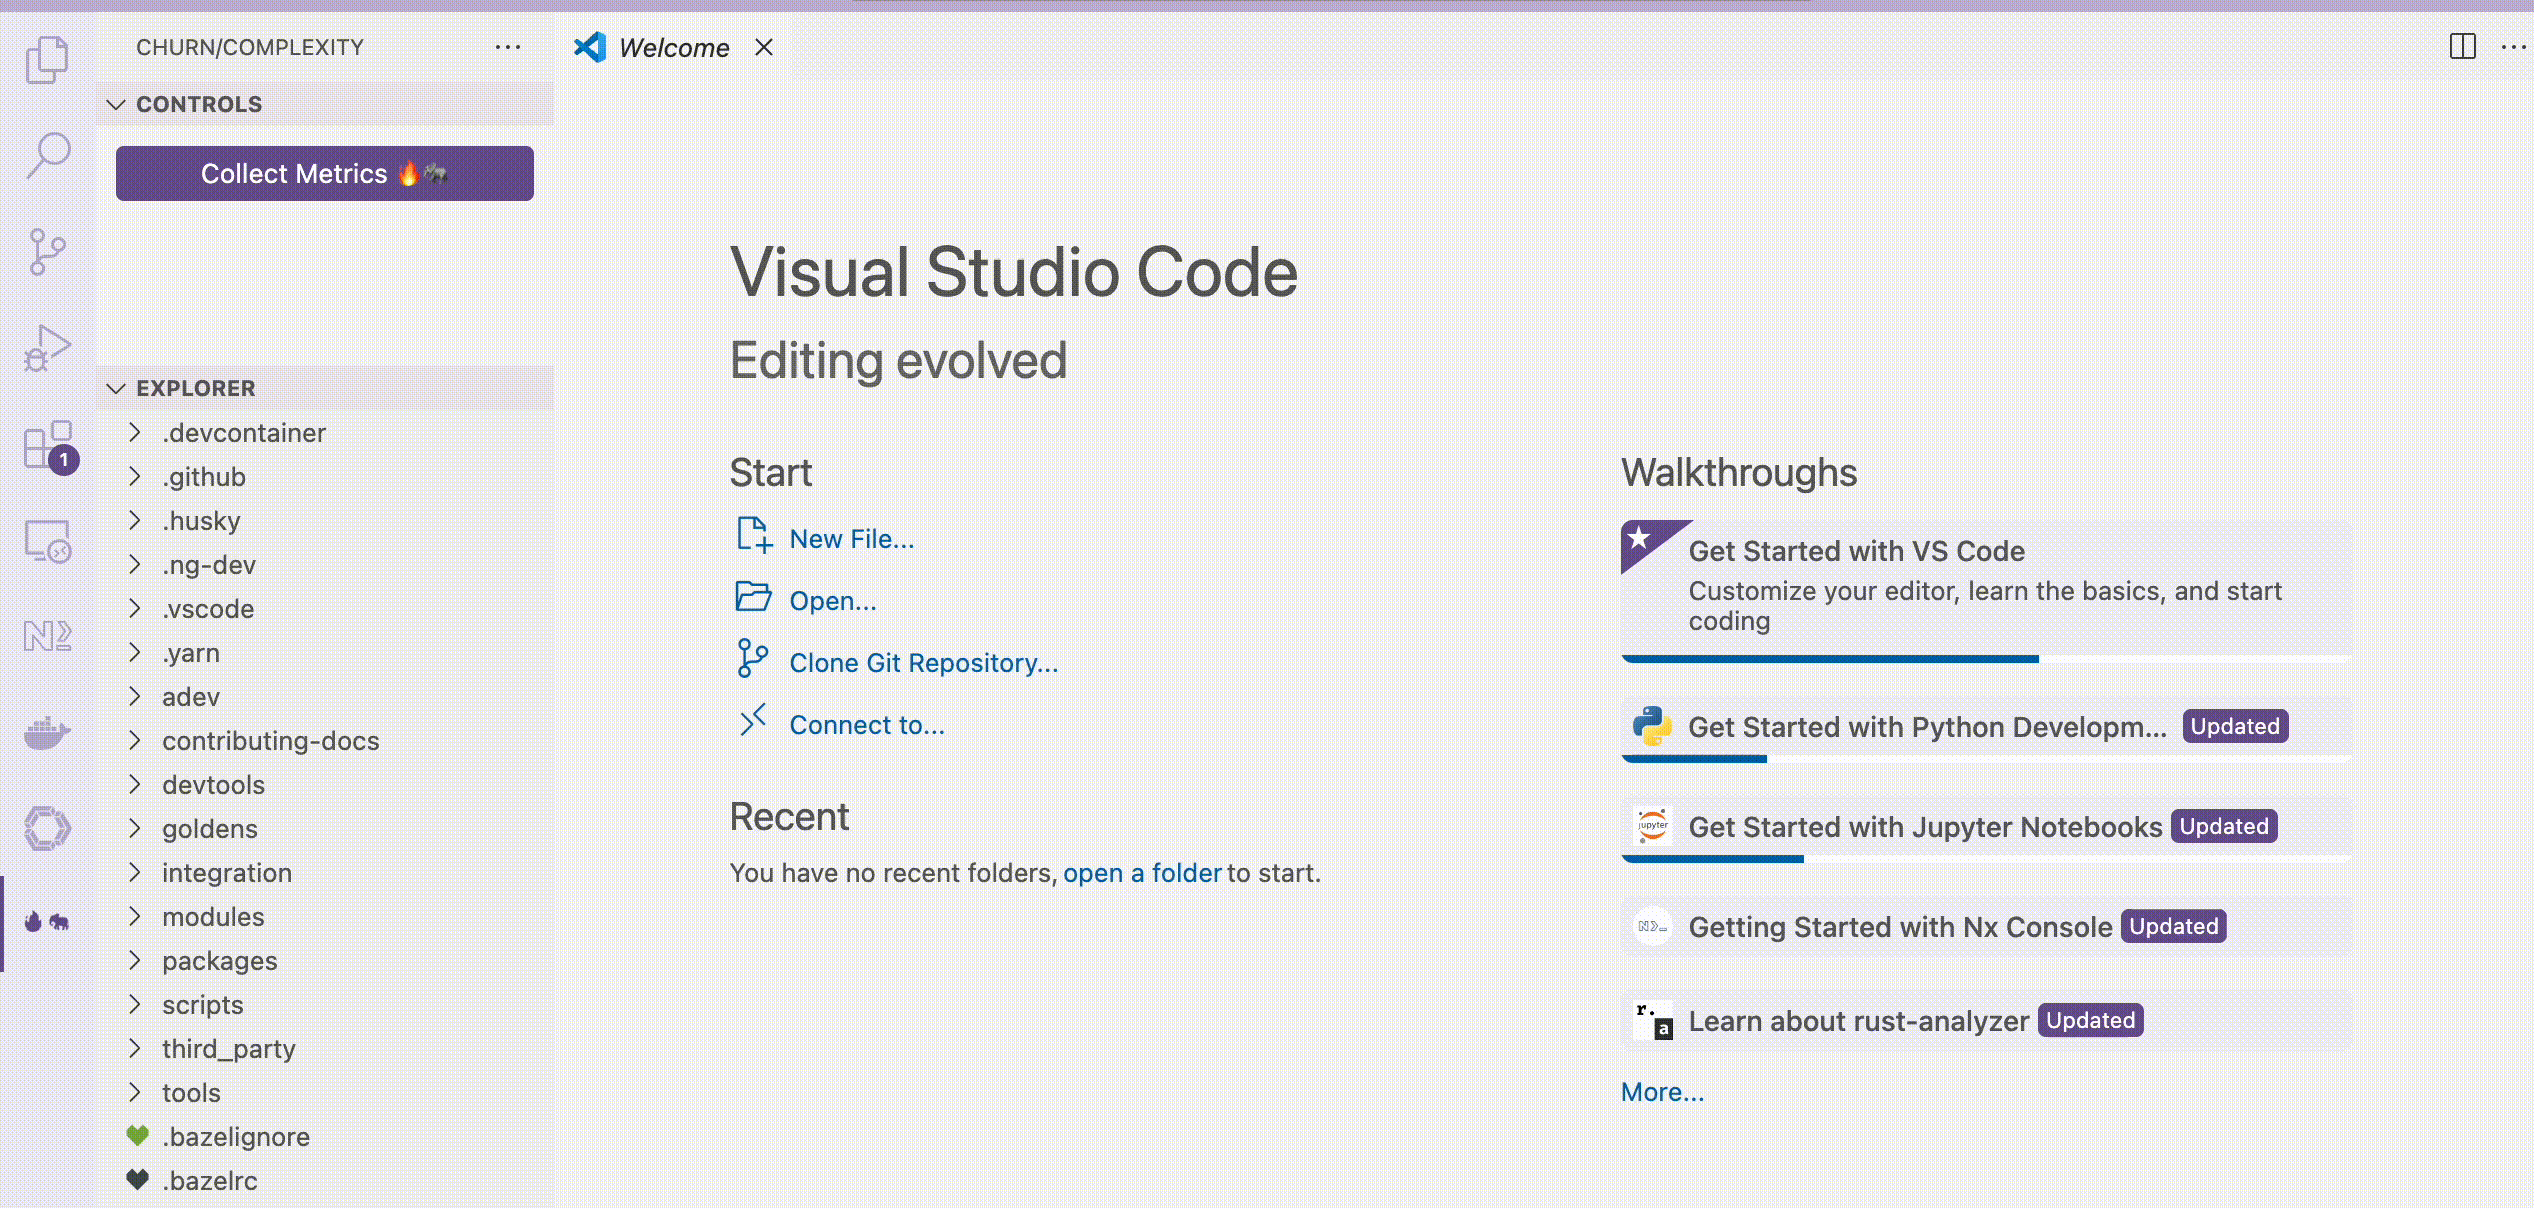 CHURN/COMPLEXITY
CONTROLS
Collect Metrics 🔥🐘
EXPLORER
.devcontainer
.github
.husky
.ng-dev
.vscode
.yarn
adev
contributing-docs
devtools
goldens
integration
modules
packages
scripts
third_party
tools
.bazelignore
.bazelrc
1
Welcome
Visual Studio Code
Editing evolved
Start
New File...
Open...
Clone Git Repository...
Connect to...
Recent
You have no recent folders, open a folder to start.
Walkthroughs
Get Started with VS Code
Customize your editor, learn the basics, and start
coding
Get Started with Python Developm... Updated
jupyter
Get Started with Jupyter Notebooks Updated
Getting Started with Nx Console Updated
r.
a
Learn about rust-analyzer Updated
More...